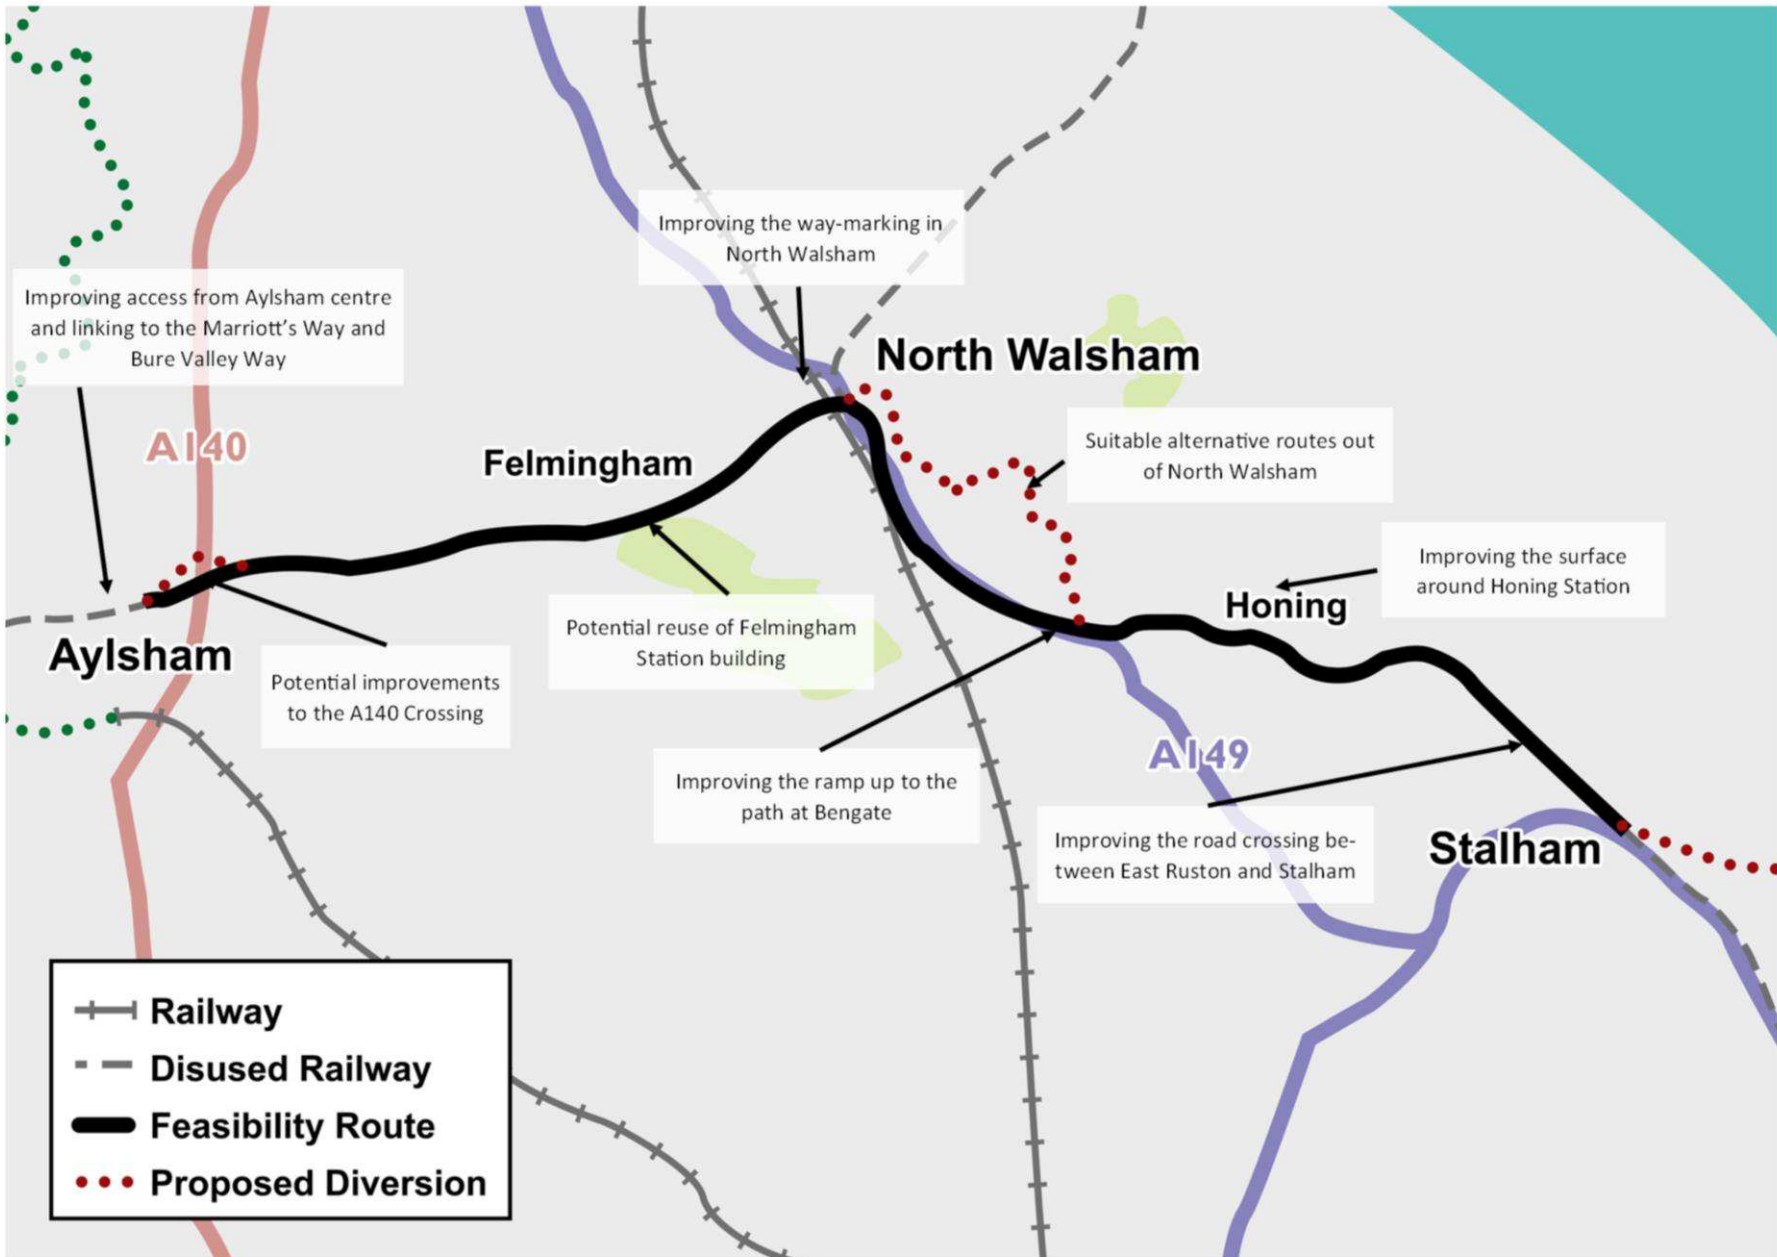 Improving the way-marking in
North Walsham
Improving access from Aylsham centre
and linking to the Marriott's Way and
Bure Valley Way
North Walsham
A140
Felmingham
Suitable alternative routes out
of North Walsham
Improving the surface
around Honing Station
Honing
Aylsham
Potential reuse of Felmingham
Station building
Potential improvements
to the A140 Crossing
A149
Improving the ramp up to the
path at Bengate
Improving the road crossing be-
tween East Ruston and Stalham
Stalham
Railway
Disused Railway
Feasibility Route
Proposed Diversion